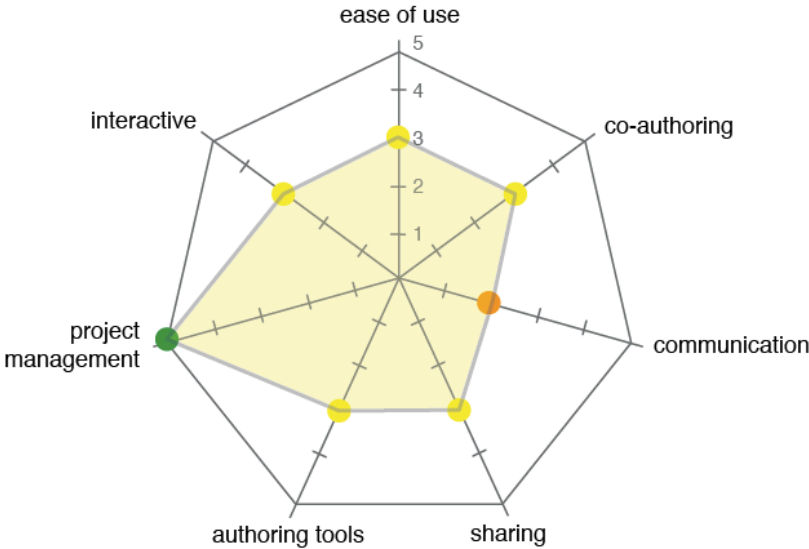 ease of use
5
4
interactive
co-authoring
3
2
1
project
management
communication
authoring tools
sharing